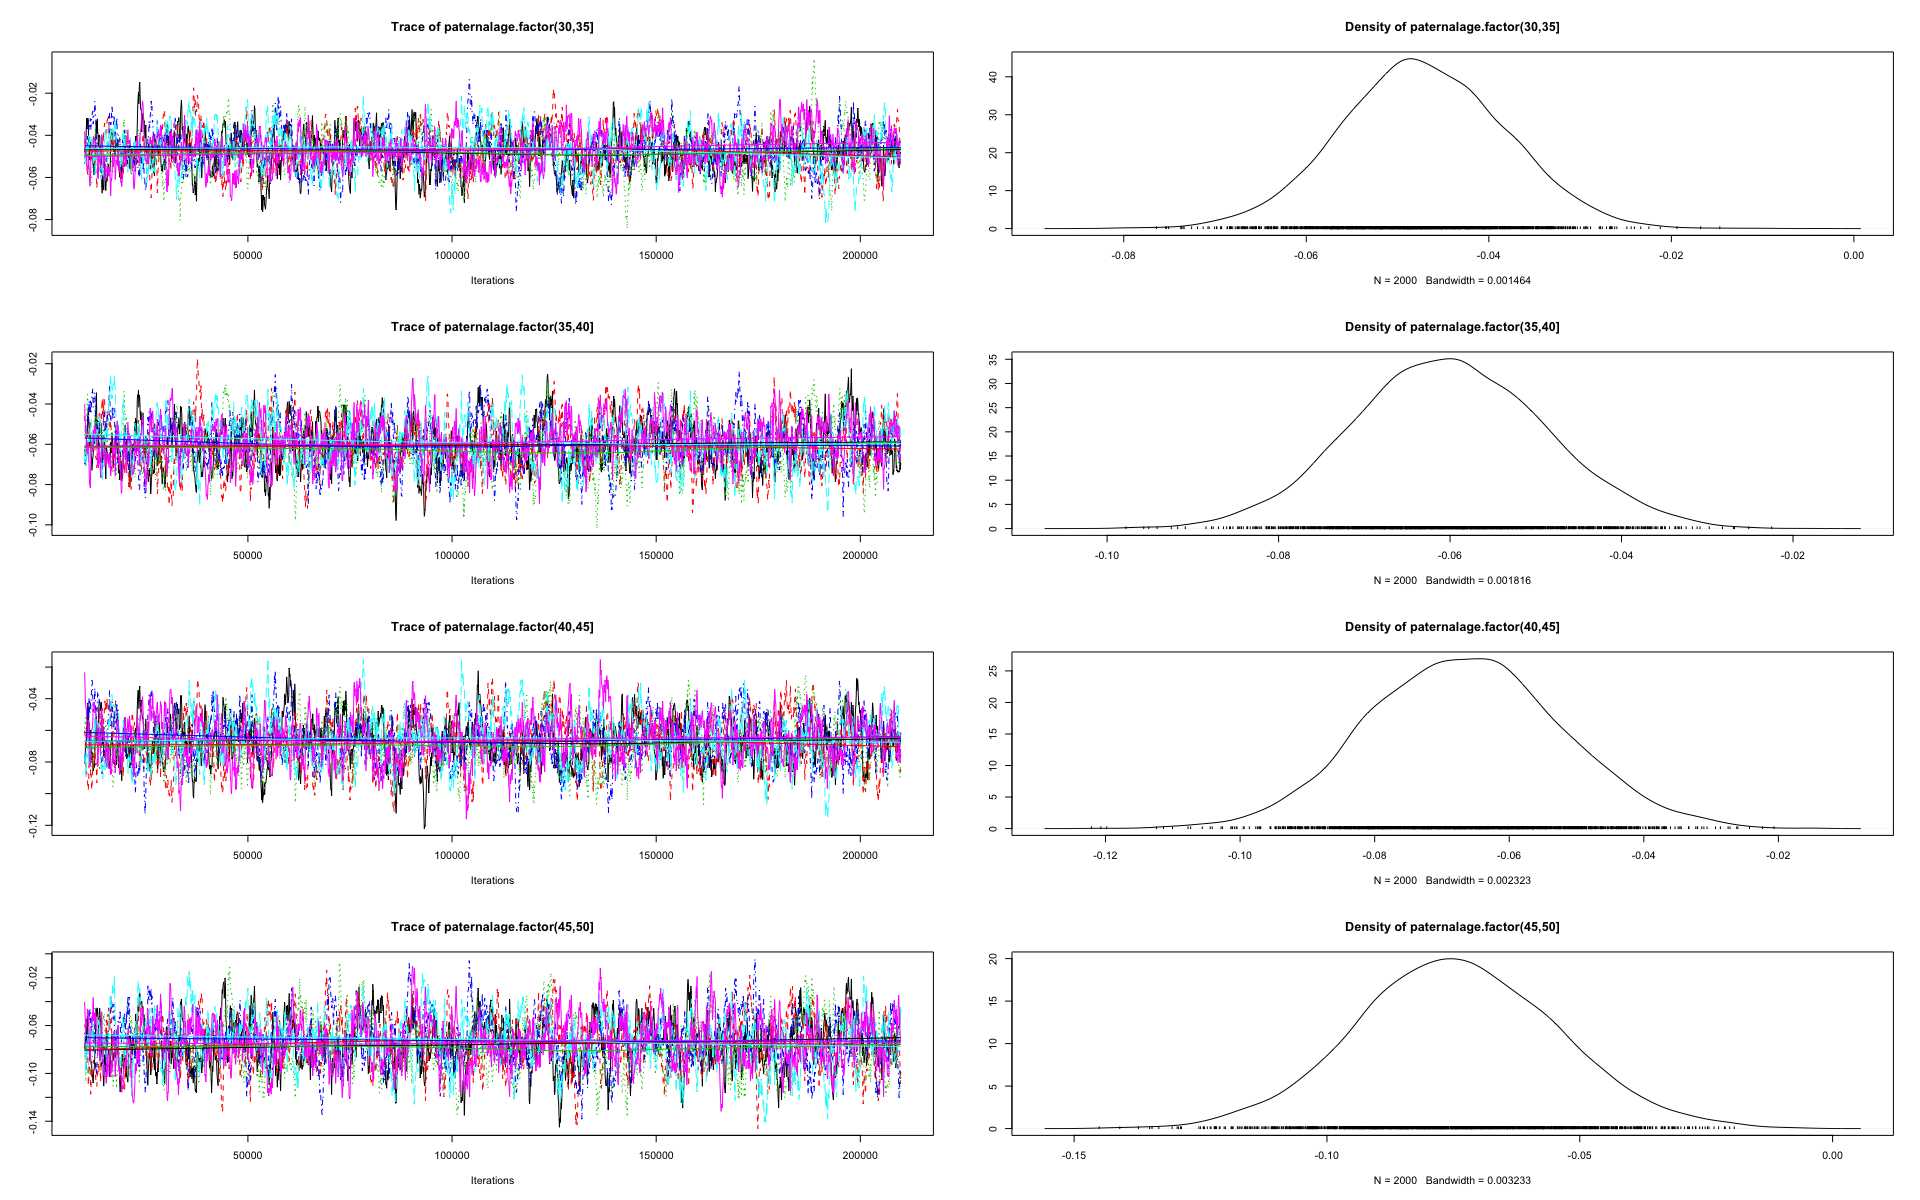 Trace of paternalage.factor(30,35]
-0.08 -0.06 -0.04 -0.02
50000 100000 150000 200000
Iterations
Density of paternalage.factor(30,35]
0 10 20 30 40
-0.08 -0.06 -0.04 -0.02 0.00
N = 2000 Bandwidth = 0.001464
Trace of paternalage.factor(35,40]
-0.10 -0.08 -0.06 -0.04 -0.02
50000 100000 150000 200000
Iterations
Density of paternalage.factor(35,40]
0 5 10 15 20 25 30 35
-0.10 -0.08 -0.06 -0.04 -0.02
N = 2000 Bandwidth = 0.001816
Trace of paternalage.factor(40,45]
-0.12 -0.08 -0.04
50000 100000 150000 200000
Iterations
Density of paternalage.factor(40,45]
0 5 10 15 20 25
-0.12 -0.10 -0.08 -0.06 -0.04 -0.02
N = 2000 Bandwidth = 0.002323
Trace of paternalage.factor(45,50]
-0.14 -0.10 -0.06 -0.02
50000 100000 150000 200000
Iterations
Density of paternalage.factor(45,50]
0 5 10 15 20
-0.15 -0.10 -0.05 0.00
N = 2000 Bandwidth = 0.003233